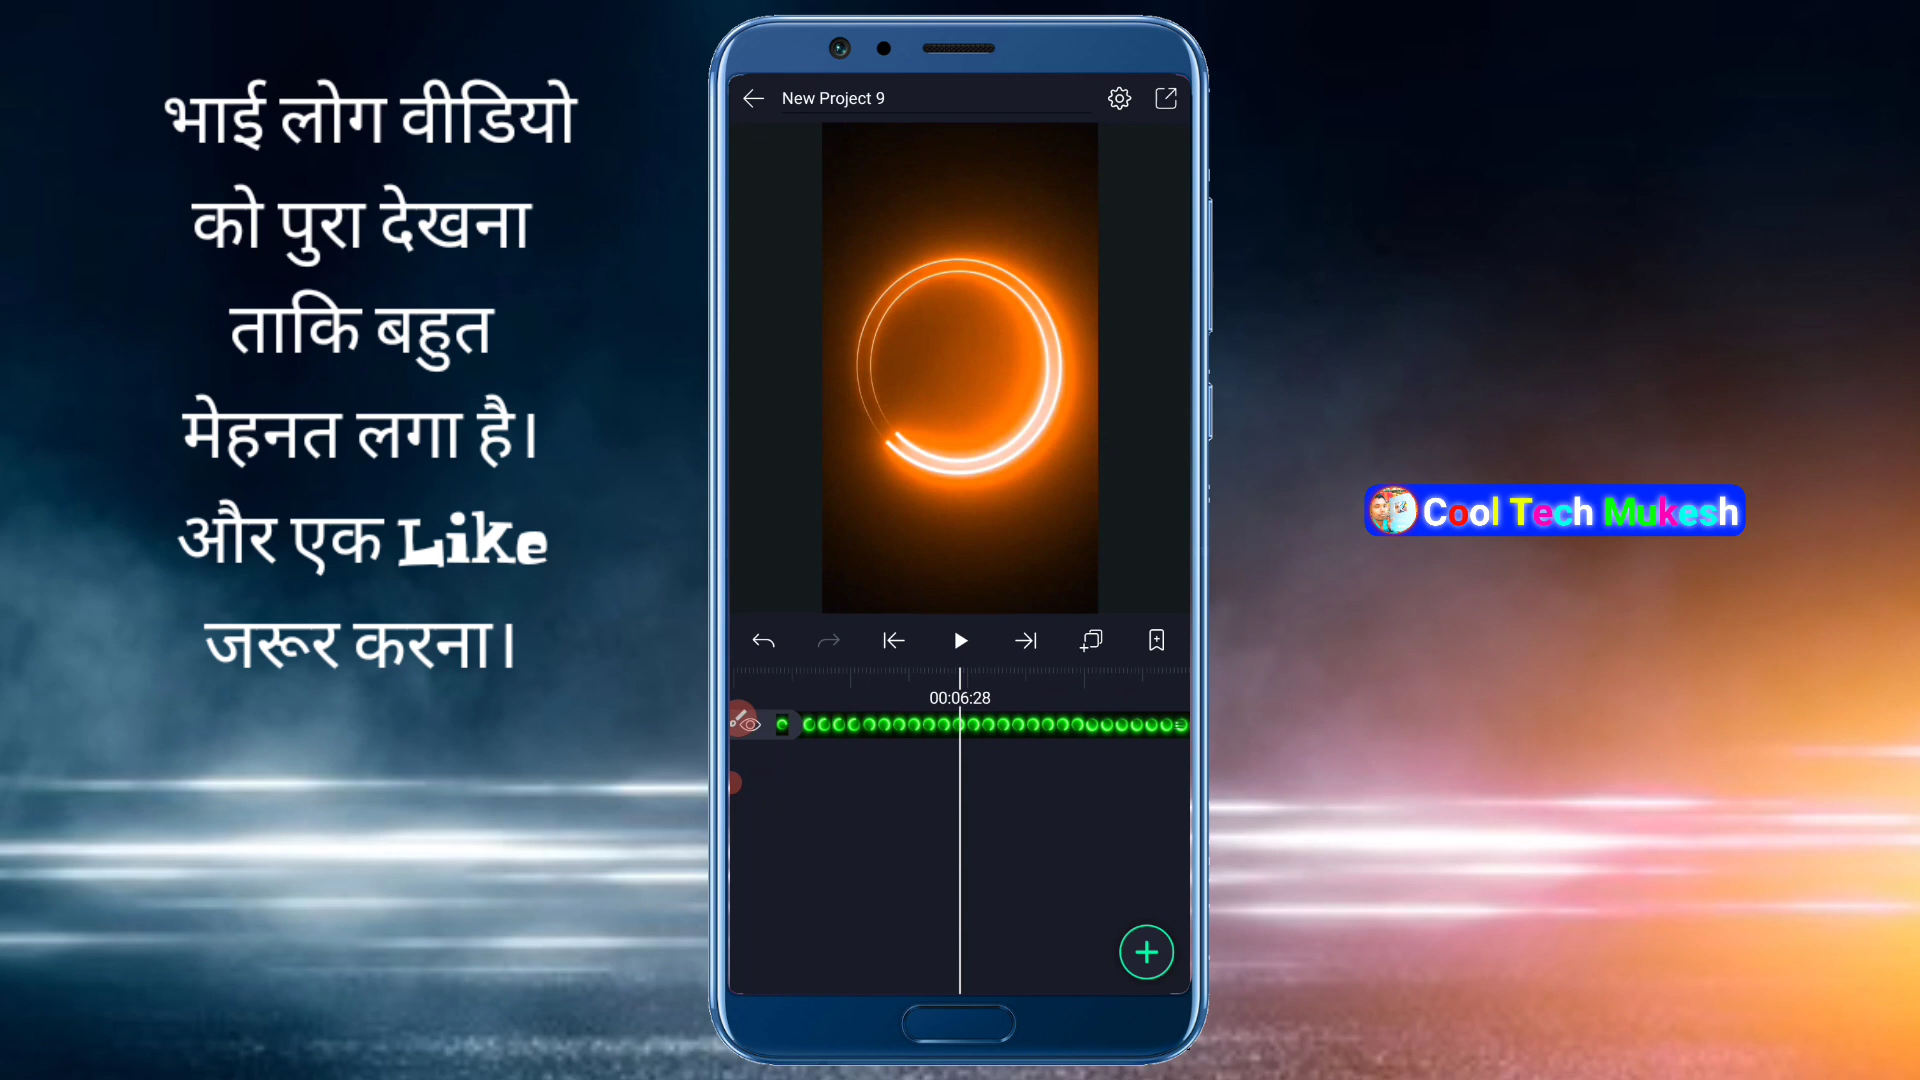 भाई लोग वीडियो
को पुरा देखना
ताकि बहुत
मेहनत लगा है।
और एक Like
जरूर करना।
New Project 9
00:06:28
Cool Tech Mukesh